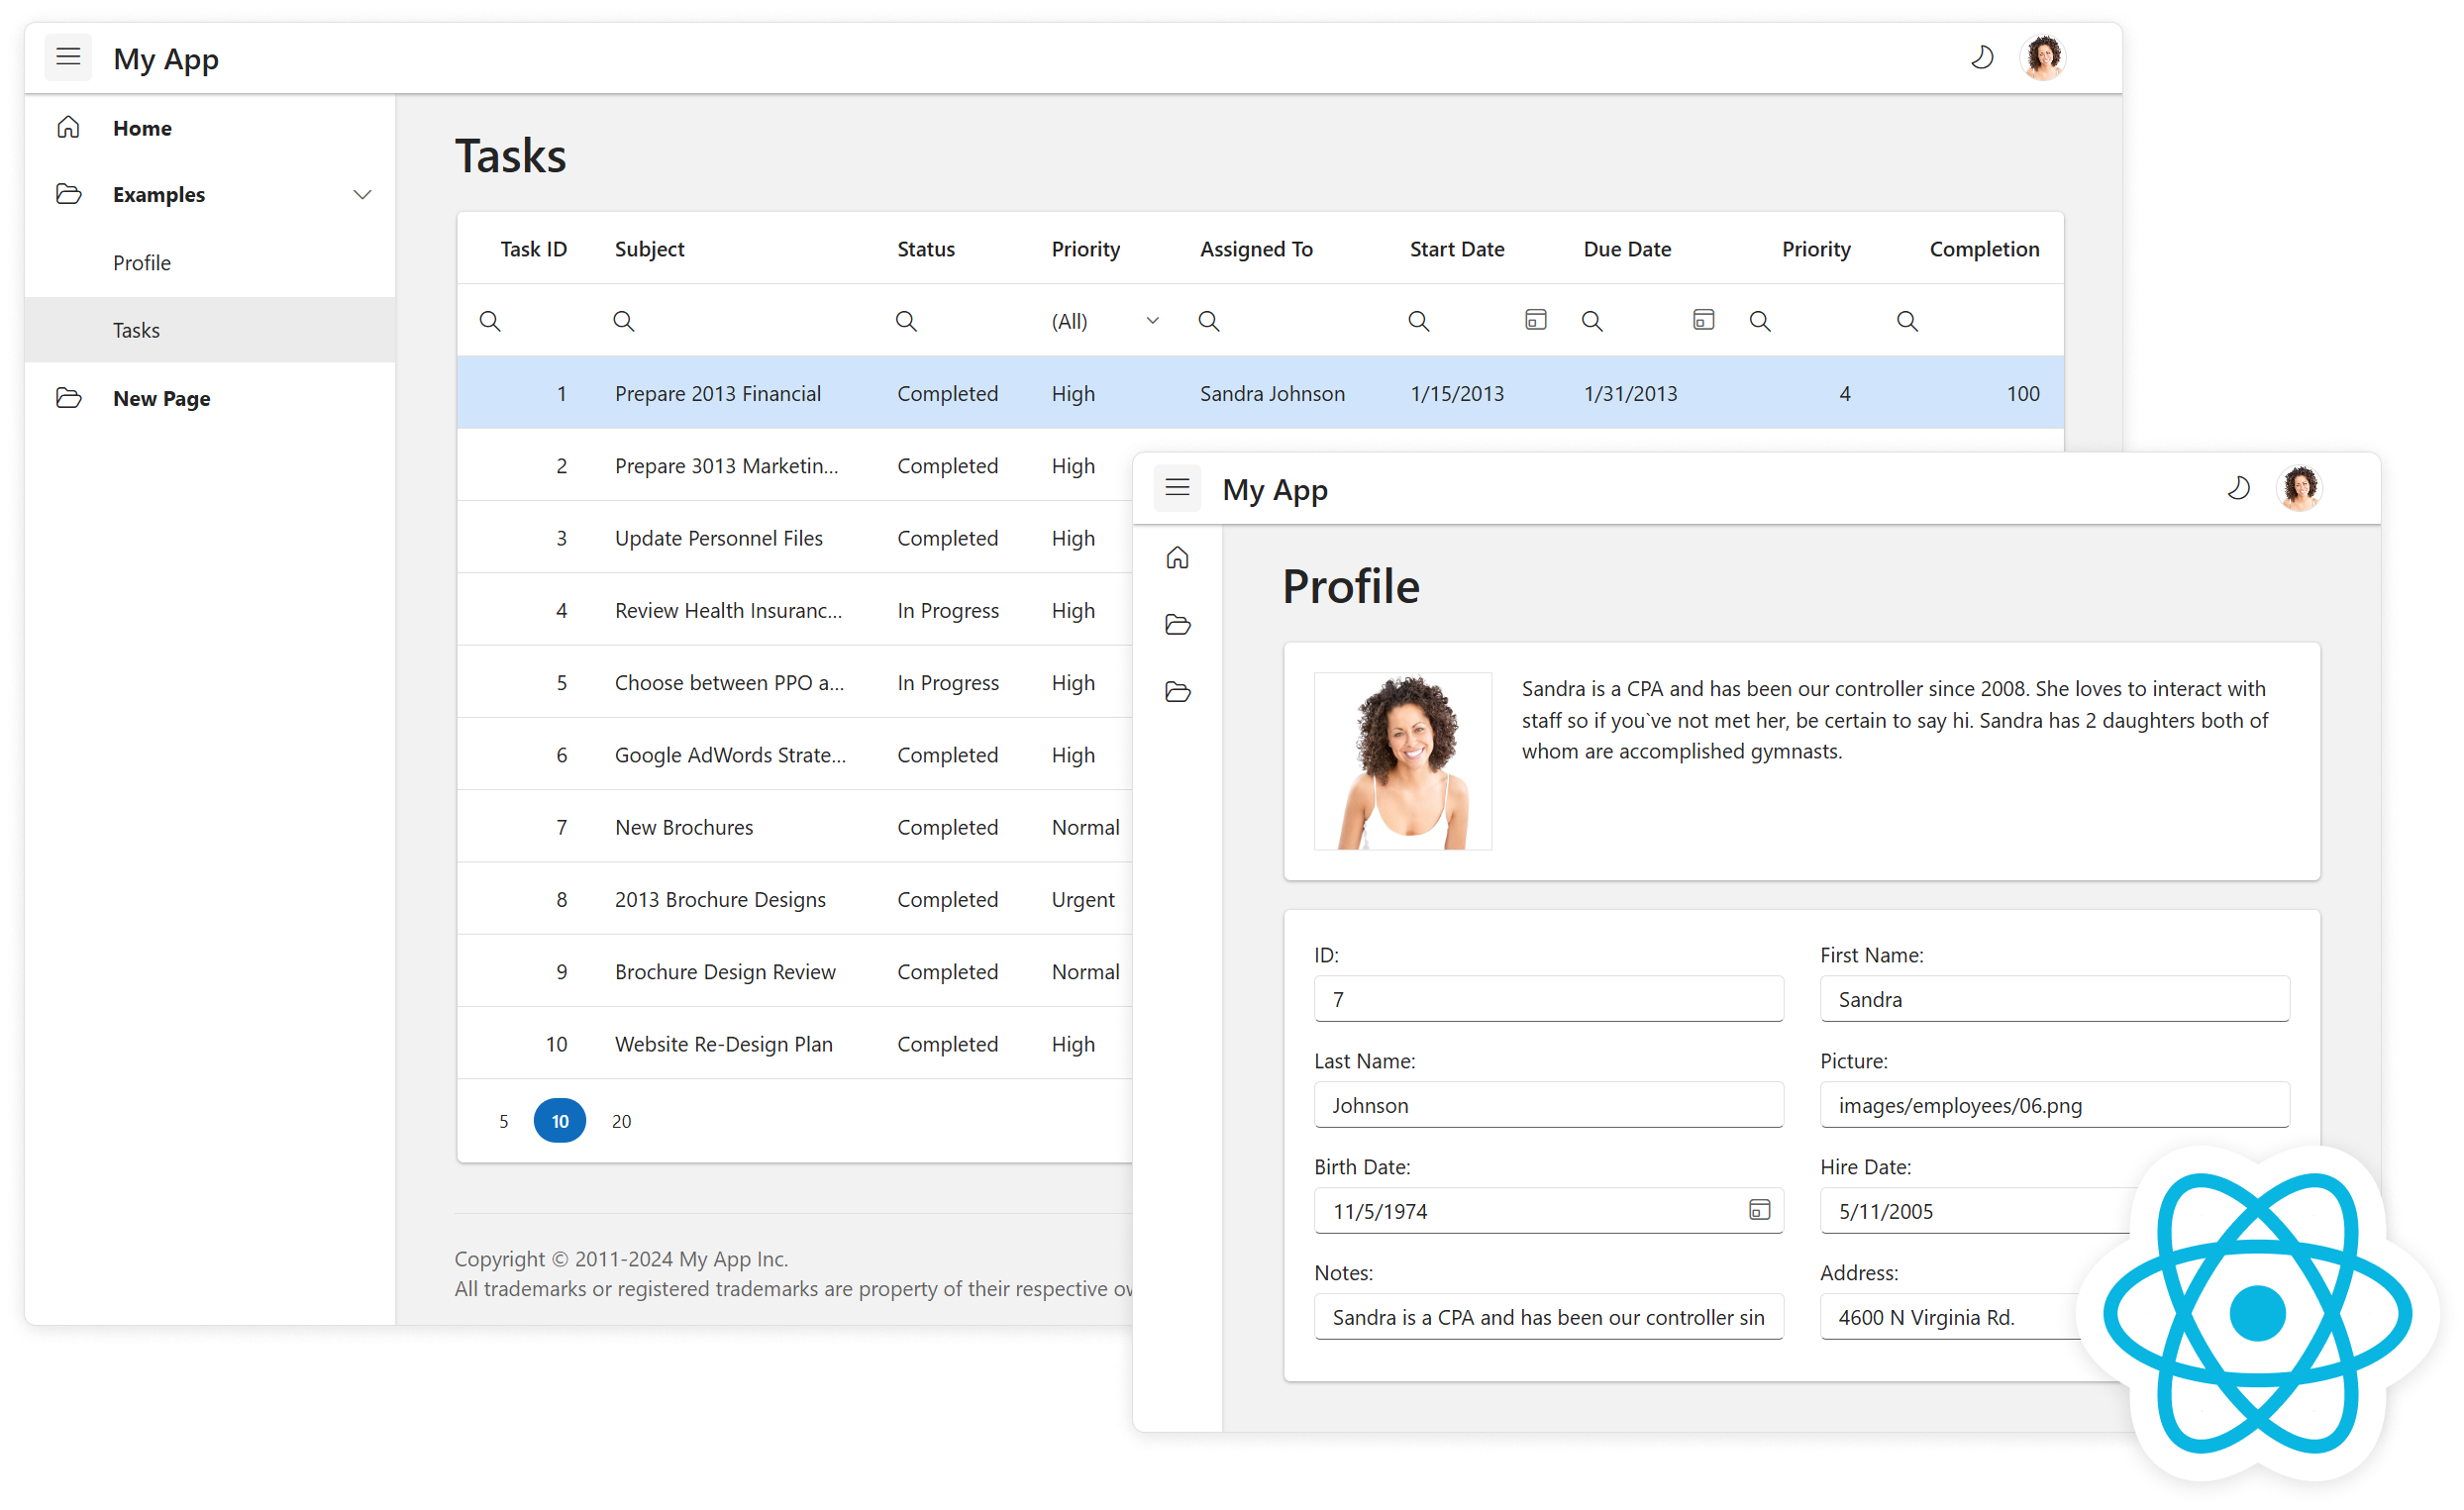 My App
Home
Examples
Profile
Tasks
New Page
Tasks
Task ID Subject Status Priority Assigned To Start Date Due Date Priority Completion
(All)
1 Prepare 2013 Financial Completed High Sandra Johnson 1/15/2013 1/31/2013 4 100
2 Prepare 3013 Marketin... Completed High
3 Update Personnel Files Completed High
4 Review Health Insuranc... In Progress High
5 Choose between PPO a... In Progress High
6 Google AdWords Strate... Completed High
7 New Brochures Completed Normal
8 2013 Brochure Designs Completed Urgent
9 Brochure Design Review Completed Normal
10 Website Re-Design Plan Completed High
5 10 20
Copyright © 2011-2024 My App Inc.
All trademarks or registered trademarks are property of their respective
My App
Profile
Sandra is a CPA and has been our controller since 2008. She loves to interact with
staff so if you`ve not met her, be certain to say hi. Sandra has 2 daughters both of
whom are accomplished gymnasts.
ID: First Name:
7 Sandra
Last Name: Picture:
Johnson images/employees/06.png
Birth Date: Hire Date:
11/5/1974 5/11/2005
Notes: Address:
Sandra is a CPA and has been our controller sin 4600 N Virginia Rd.